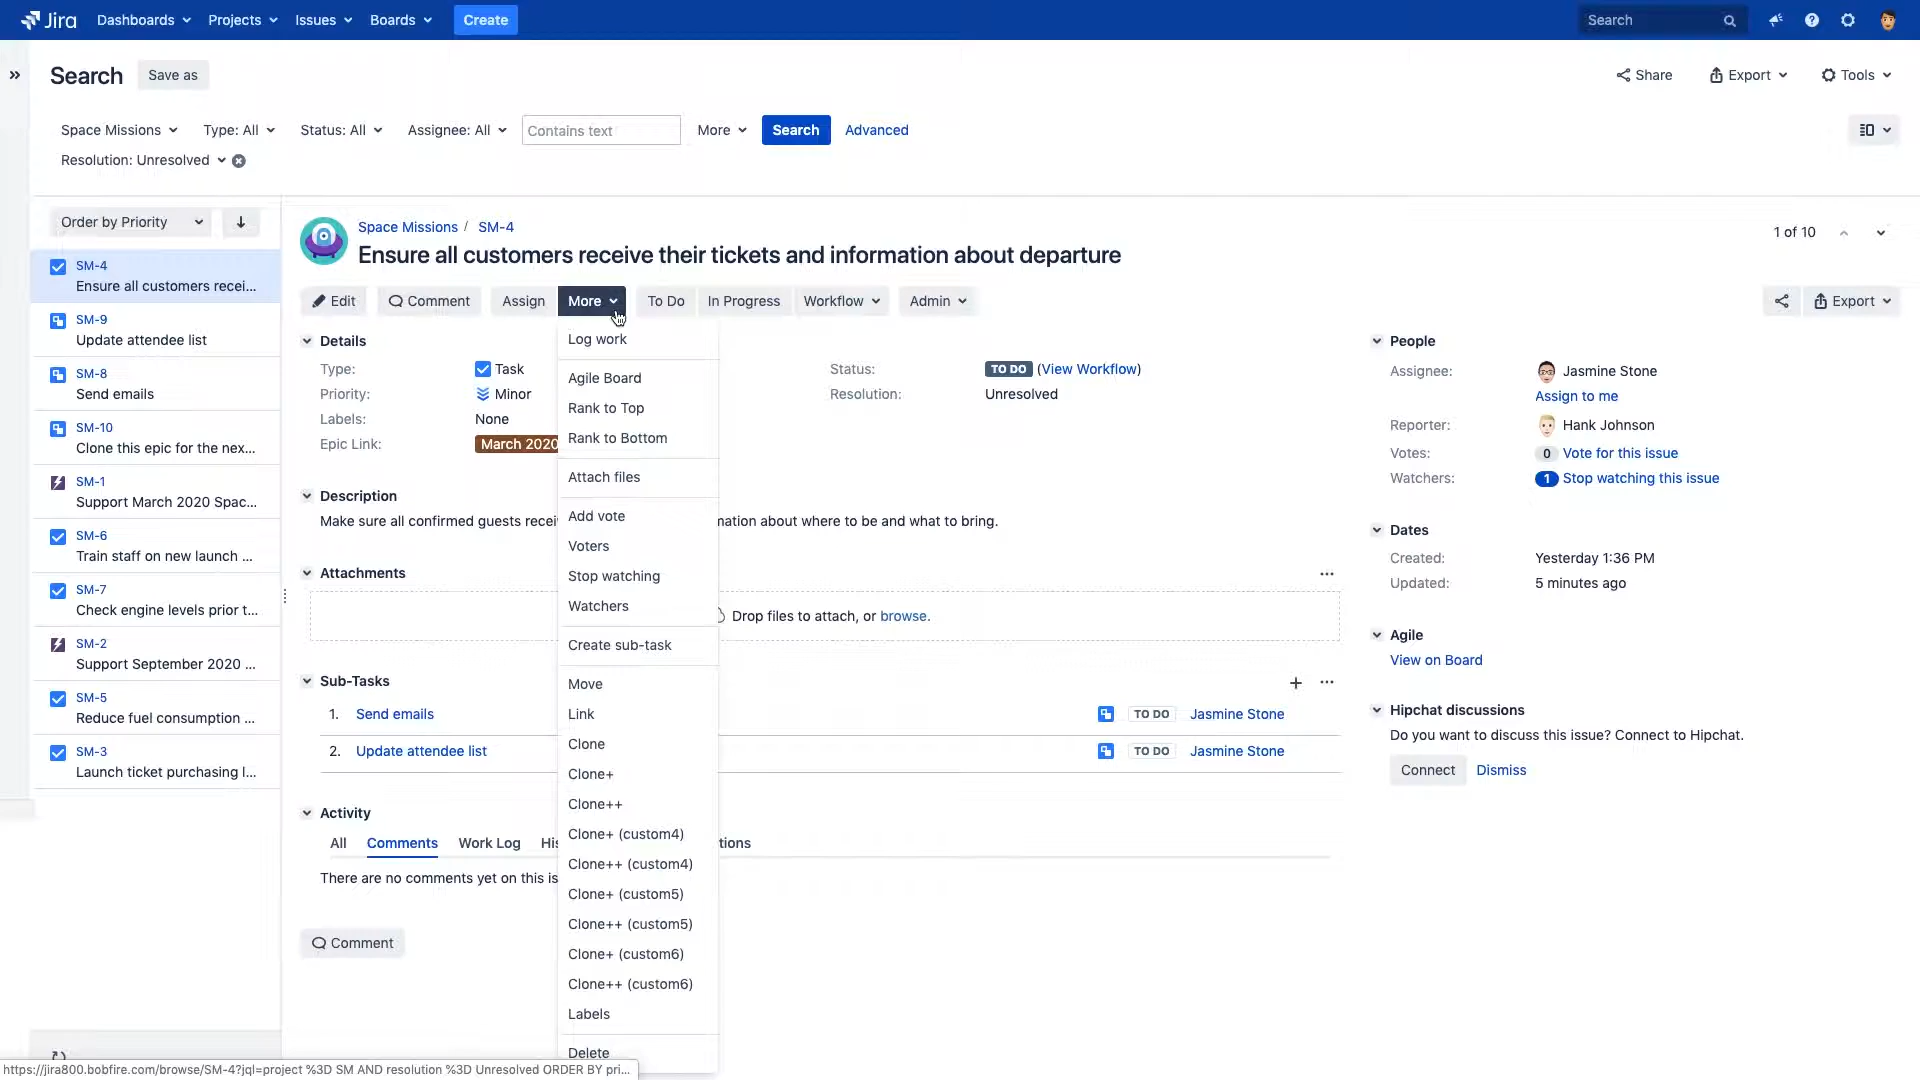 Jira Dashboards Projects Issues Boards Create Search
Search Save as Share Export Tools
Space Missions Type: All Status: All Assignee: All Contains text More Search Advanced
Resolution: Unresolved
Order by Priority
SM-4
Ensure all customers recei...
SM-9
Update attendee list
SM-8
Send emails
SM-10
Clone this epic for the nex...
SM-1
Support March 2020 Spac...
SM-6
Train staff on new launch ...
SM-7
Check engine levels prior t...
SM-2
Support September 2020 ...
SM-5
Reduce fuel consumption ...
SM-3
Launch ticket purchasing l...
Space Missions / SM-4
1 of 10
Ensure all customers receive their tickets and information about departure
Edit Comment Assign More To Do In Progress Workflow Admin Export
Details
Type: Task
Priority: Minor
Labels: None
Epic Link: March 2020
Status: TO DO (View Workflow)
Resolution: Unresolved
Description
Make sure all confirmed guests recei
mation about where to be and what to bring.
Attachments
Drop files to attach, or browse.
Sub-Tasks
1. Send emails TO DO Jasmine Stone
2. Update attendee list TO DO Jasmine Stone
Activity
All Comments Work Log His tions
There are no comments yet on this is
Comment
Log work
Agile Board
Rank to Top
Rank to Bottom
Attach files
Add vote
Voters
Stop watching
Watchers
Create sub-task
Move
Link
Clone
Clone+
Clone++
Clone+ (custom4)
Clone++ (custom4)
Clone+ (custom5)
Clone++ (custom5)
Clone+ (custom6)
Clone++ (custom6)
Labels
Delete
People
Assignee: Jasmine Stone
Assign to me
Reporter: Hank Johnson
Votes: 0 Vote for this issue
Watchers: 1 Stop watching this issue
Dates
Created: Yesterday 1:36 PM
Updated: 5 minutes ago
Agile
View on Board
Hipchat discussions
Do you want to discuss this issue? Connect to Hipchat.
Connect Dismiss
https://jira800.bobfire.com/browse/SM-4?jql=project %3D SM AND resolution %3D Unresolved ORDER BY pri...